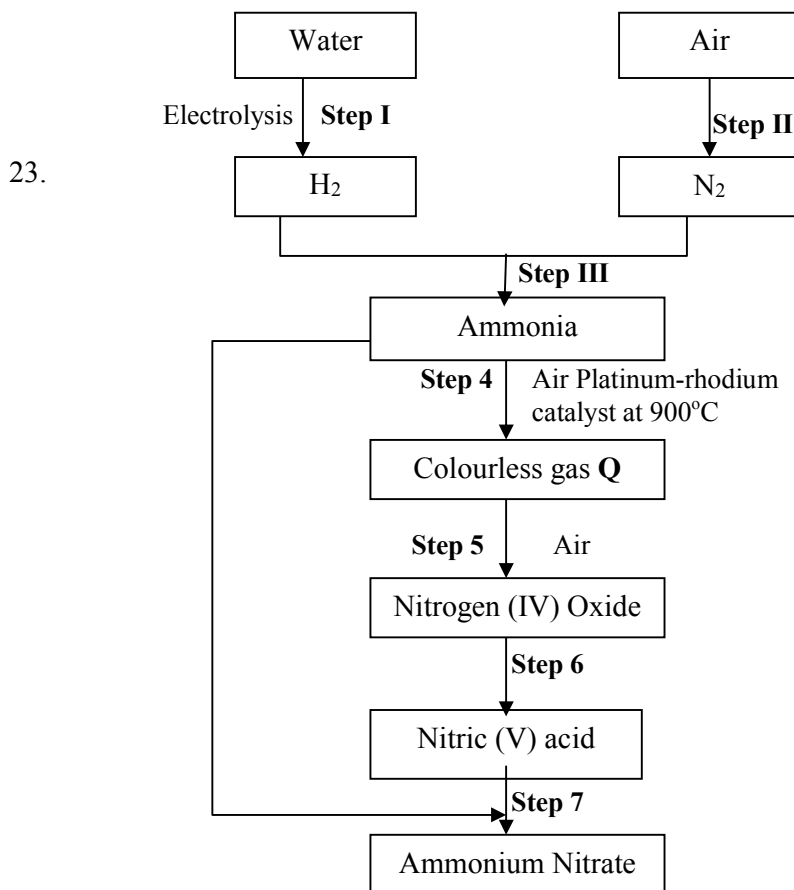 Water
Air
Electrolysis Step I
Step II
23.
H2
N2
Step III
Ammonia
Step 4 Air Platinum-rhodium
catalyst at 900°C
Colourless gas Q
Step 5 Air
Nitrogen (IV) Oxide
Step 6
Nitric (V) acid
Step 7
Ammonium Nitrate